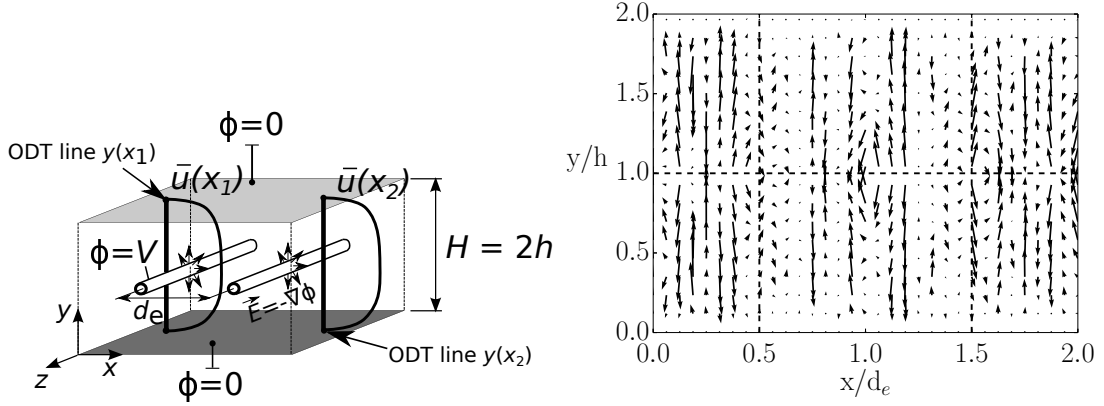 ϕ=0
ODT line y(x₁)
ū(x₁)
ū(x₂)
ϕ=V
H = 2h
E⃗=-∇ϕ
dₑ
y
x
z
ODT line y(x₂)
ϕ=0
2.0
1.5
y/h
1.0
0.5
0.0
0.0 0.5 1.0 1.5 2.0
x/dₑ